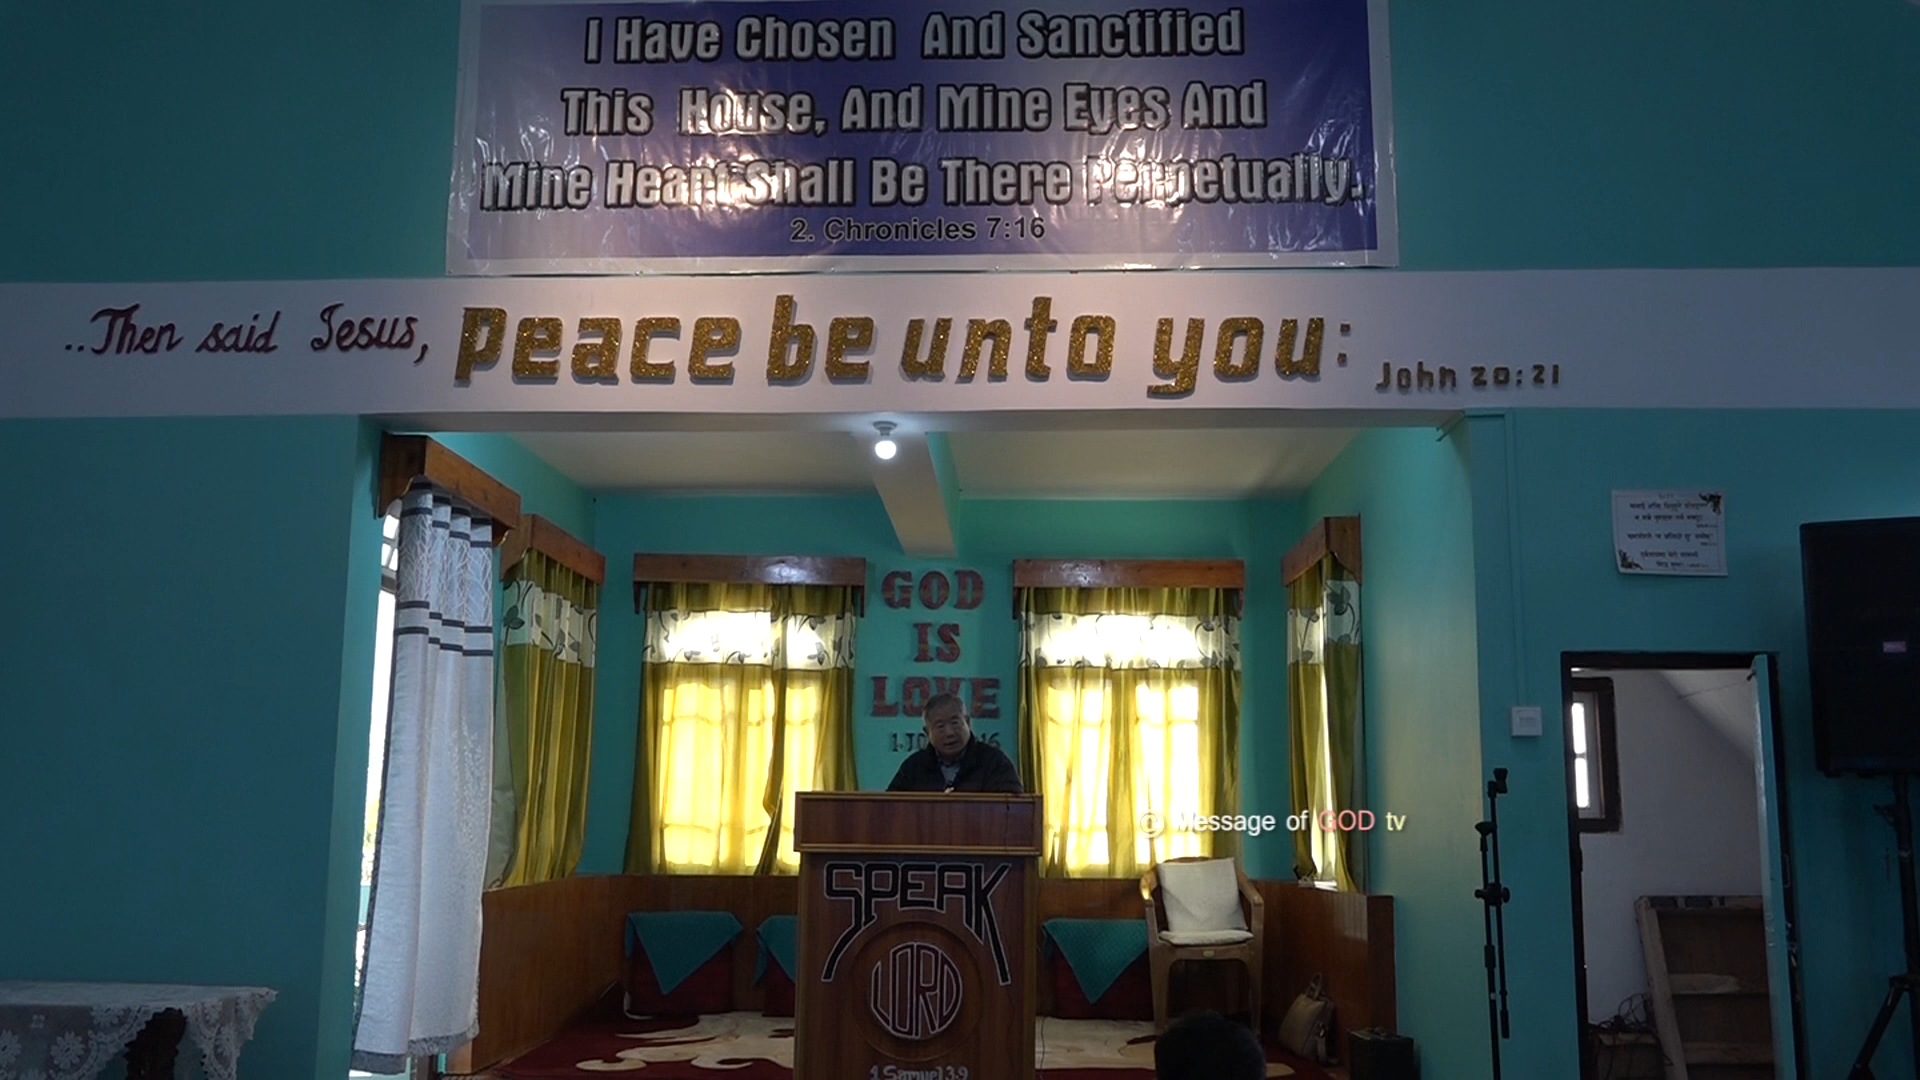 I Have Chosen And Sanctified
This House, And Mine Eyes And
Mine Heart Shall Be There Perpetually.
2. Chronicles 7:16
..Then said Jesus, peace be unto you: John 20:21
GOD
IS
LOVE
SPEAK
LORD
1 Samuel 3:9
@ Message of GOD tv